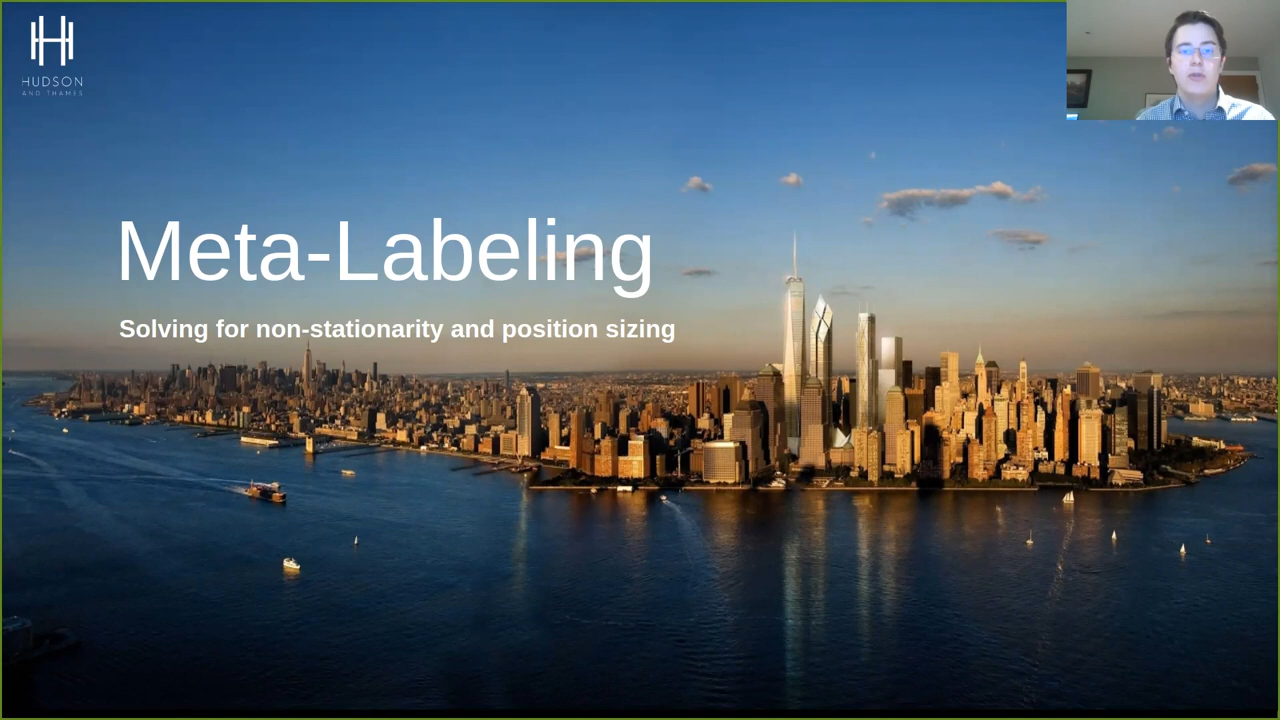 HUDSON
AND THAMES
Meta-Labeling
Solving for non-stationarity and position sizing